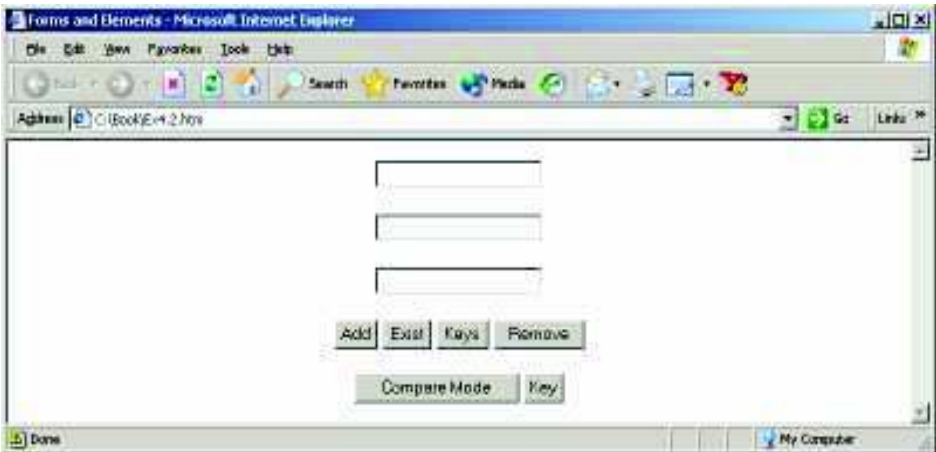 Forms and Elements - Microsoft Internet Explorer
File Edit View Favorites Tools Help
Back Search Favorites Media
Address C:\Book\Ex4.2.htm Go Links »
Add Exist Keys Remove
Compare Mode Key
Done My Computer